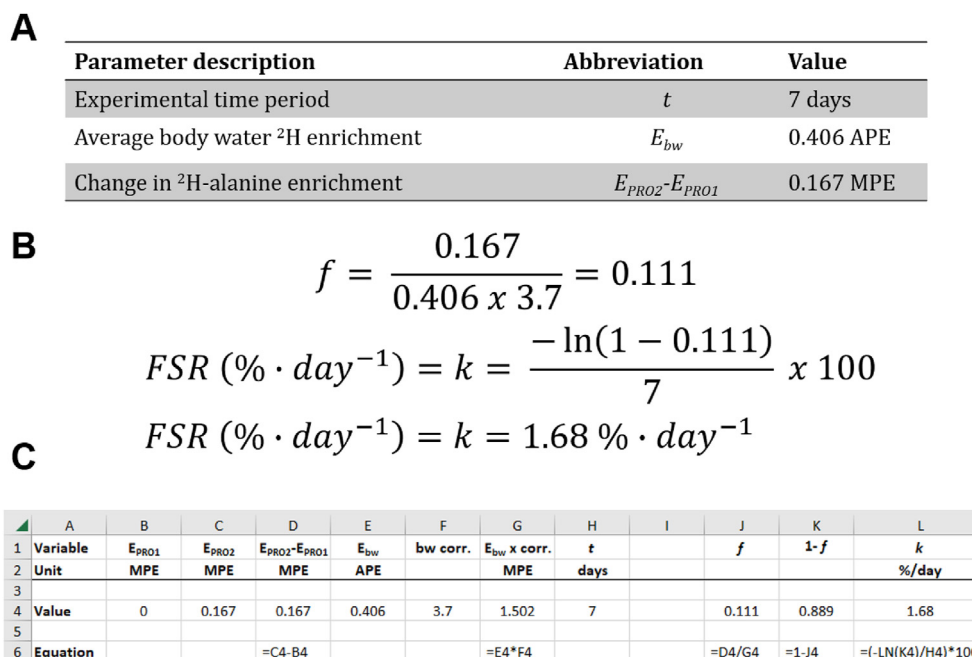 A
Parameter description Abbreviation Value
Experimental time period t 7 days
Average body water ²H enrichment E_bw 0.406 APE
Change in ²H-alanine enrichment E_PRO2-E_PRO1 0.167 MPE
B
f = 0.167 / 0.406 x 3.7 = 0.111
FSR (% · day⁻¹) = k = − ln(1 − 0.111) / 7 x 100
FSR (% · day⁻¹) = k = 1.68 % · day⁻¹
C
A B C D E F G H I J K L
1 Variable E_PRO1 E_PRO2 E_PRO2-E_PRO1 E_bw bw corr. E_bw x corr. t f 1-f k
2 Unit MPE MPE MPE APE MPE days %/day
3
4 Value 0 0.167 0.167 0.406 3.7 1.502 7 0.111 0.889 1.68
5
6 Equation =C4-B4 =E4*F4 =D4/G4 =1-J4 =(-LN(K4)/H4)*10